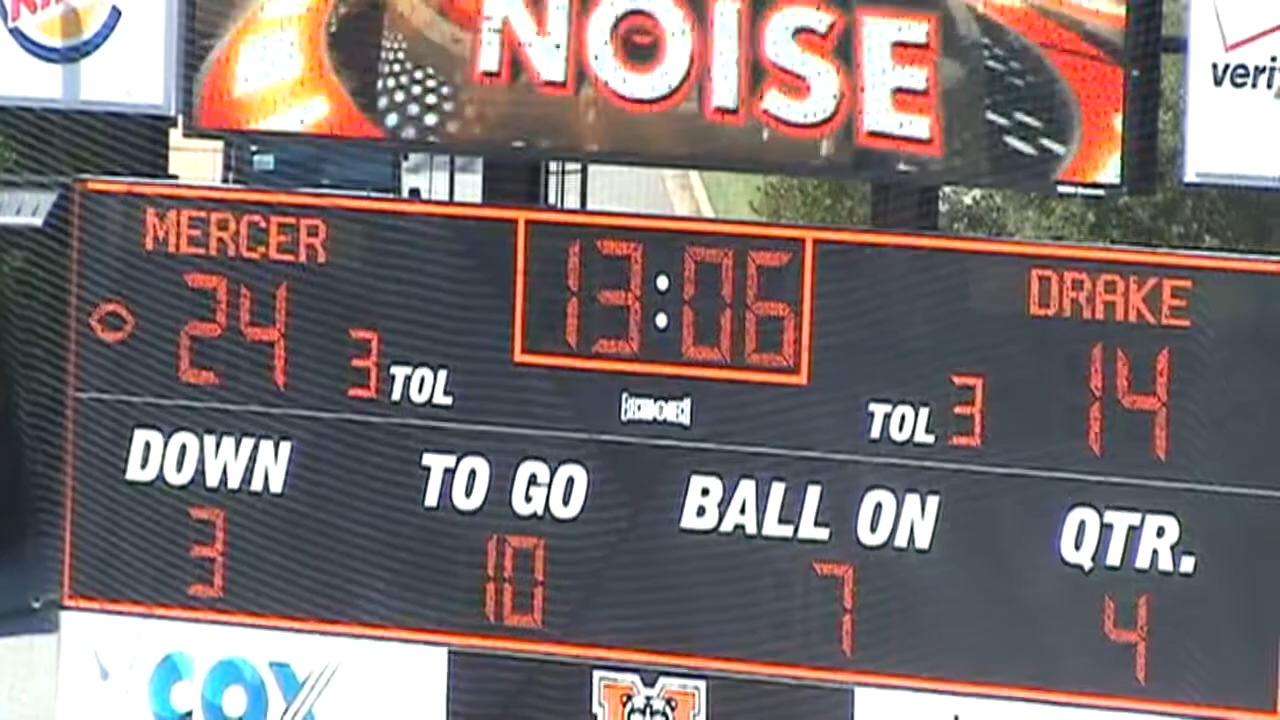 NOISE
MERCER 13:06 DRAKE
24 3 TOL TOL 3 14
DOWN TO GO BALL ON QTR.
3 10 7 4
COX